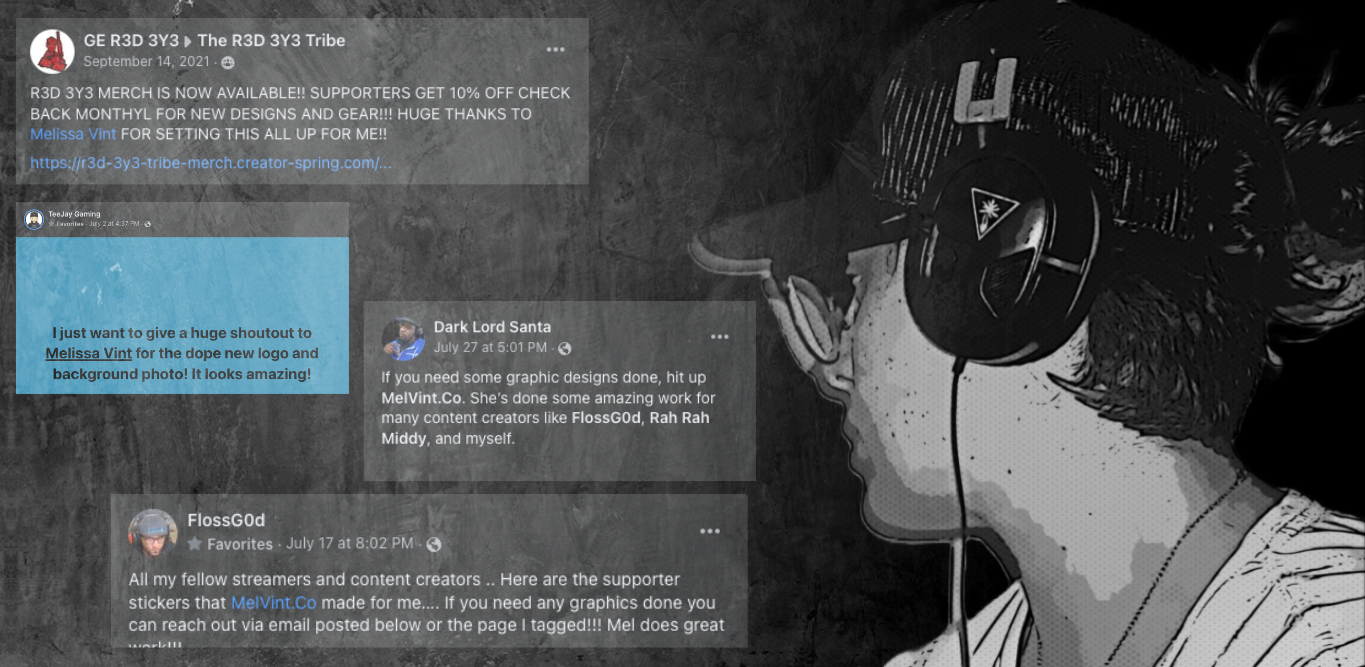 GE R3D 3Y3 ▸ The R3D 3Y3 Tribe
September 14, 2021 ·
R3D 3Y3 MERCH IS NOW AVAILABLE!! SUPPORTERS GET 10% OFF CHECK
BACK MONTHYL FOR NEW DESIGNS AND GEAR!!! HUGE THANKS TO
Melissa Vint FOR SETTING THIS ALL UP FOR ME!!
https://r3d-3y3-tribe-merch.creator-spring.com/...
TeeJay Gaming
Favorites · July 2 at 4:37 PM ·
I just want to give a huge shoutout to
Melissa Vint for the dope new logo and
background photo! It looks amazing!
Dark Lord Santa
July 27 at 5:01 PM ·
If you need some graphic designs done, hit up
MelVint.Co. She's done some amazing work for
many content creators like FlossG0d, Rah Rah
Middy, and myself.
FlossG0d
Favorites · July 17 at 8:02 PM ·
All my fellow streamers and content creators .. Here are the supporter
stickers that MelVint.Co made for me.... If you need any graphics done you
can reach out via email posted below or the page I tagged!!! Mel does great
work!!!